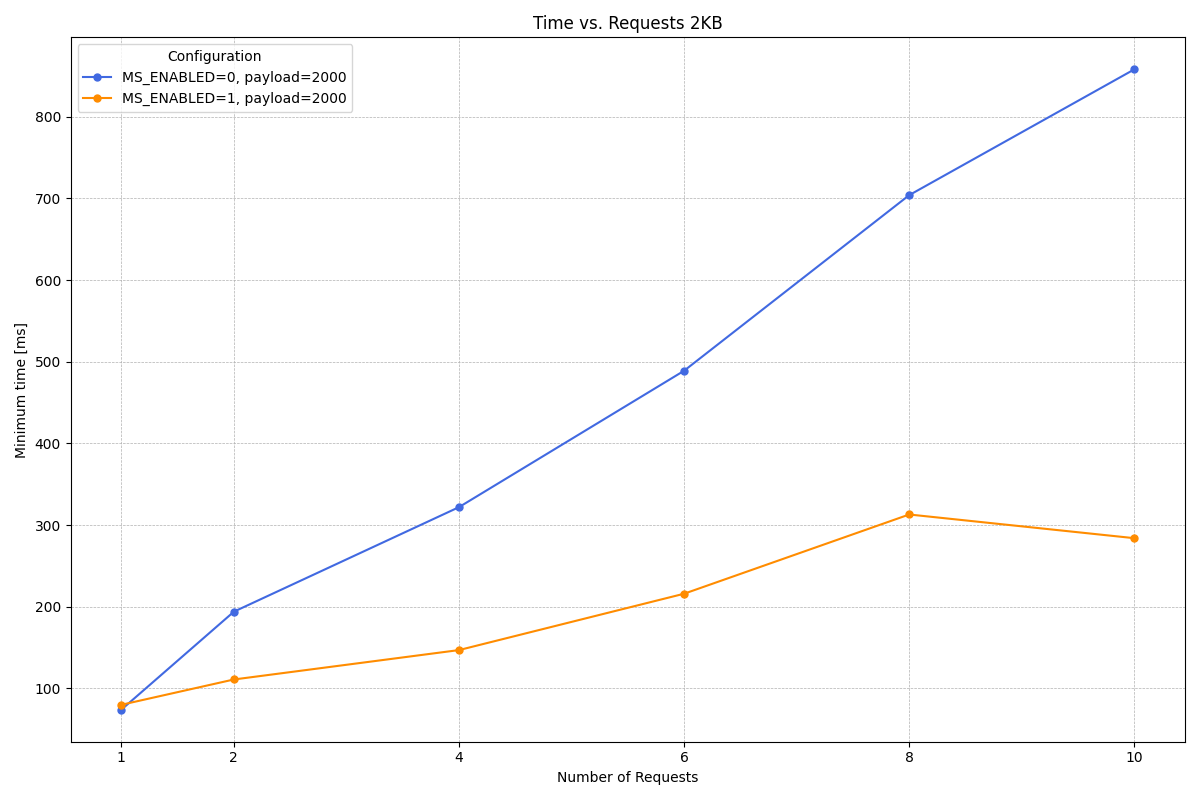 Time vs. Requests 2KB
Configuration
MS_ENABLED=0, payload=2000
MS_ENABLED=1, payload=2000
800
700
600
500
400
300
200
100
Minimum time [ms]
1 2 4 6 8 10
Number of Requests